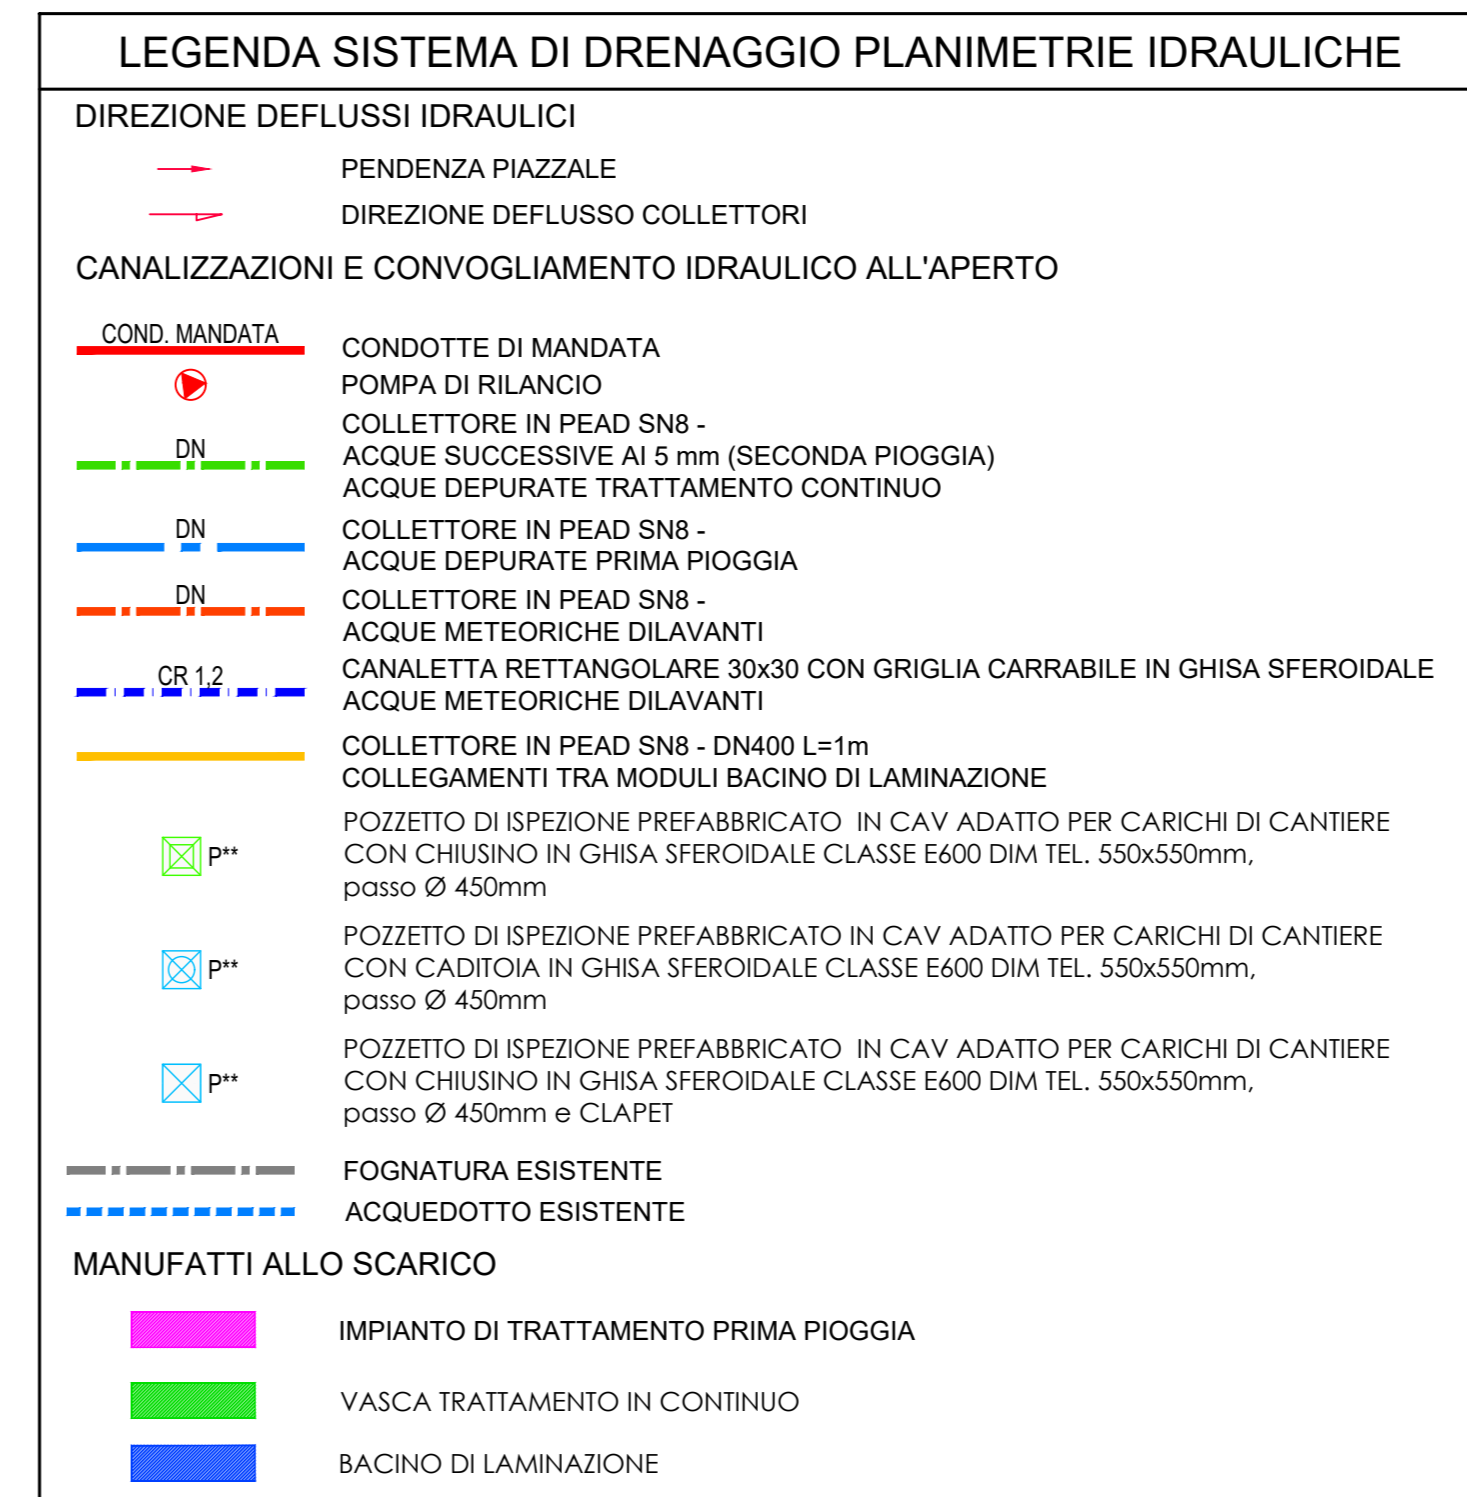 LEGENDA SISTEMA DI DRENAGGIO PLANIMETRIE IDRAULICHE
DIREZIONE DEFLUSSI IDRAULICI
PENDENZA PIAZZALE
DIREZIONE DEFLUSSO COLLETTORI
CANALIZZAZIONI E CONVOGLIAMENTO IDRAULICO ALL'APERTO
COND. MANDATA
CONDOTTE DI MANDATA
POMPA DI RILANCIO
DN
COLLETTORE IN PEAD SN8 -
ACQUE SUCCESSIVE AI 5 mm (SECONDA PIOGGIA)
ACQUE DEPURATE TRATTAMENTO CONTINUO
DN
COLLETTORE IN PEAD SN8 -
ACQUE DEPURATE PRIMA PIOGGIA
DN
COLLETTORE IN PEAD SN8 -
ACQUE METEORICHE DILAVANTI
CR 1,2
CANALETTA RETTANGOLARE 30x30 CON GRIGLIA CARRABILE IN GHISA SFEROIDALE
ACQUE METEORICHE DILAVANTI
COLLETTORE IN PEAD SN8 - DN400 L=1m
COLLEGAMENTI TRA MODULI BACINO DI LAMINAZIONE
P**
POZZETTO DI ISPEZIONE PREFABBRICATO IN CAV ADATTO PER CARICHI DI CANTIERE
CON CHIUSINO IN GHISA SFEROIDALE CLASSE E600 DIM TEL. 550x550mm,
passo Ø 450mm
P**
POZZETTO DI ISPEZIONE PREFABBRICATO IN CAV ADATTO PER CARICHI DI CANTIERE
CON CADITOIA IN GHISA SFEROIDALE CLASSE E600 DIM TEL. 550x550mm,
passo Ø 450mm
P**
POZZETTO DI ISPEZIONE PREFABBRICATO IN CAV ADATTO PER CARICHI DI CANTIERE
CON CHIUSINO IN GHISA SFEROIDALE CLASSE E600 DIM TEL. 550x550mm,
passo Ø 450mm e CLAPET
FOGNATURA ESISTENTE
ACQUEDOTTO ESISTENTE
MANUFATTI ALLO SCARICO
IMPIANTO DI TRATTAMENTO PRIMA PIOGGIA
VASCA TRATTAMENTO IN CONTINUO
BACINO DI LAMINAZIONE